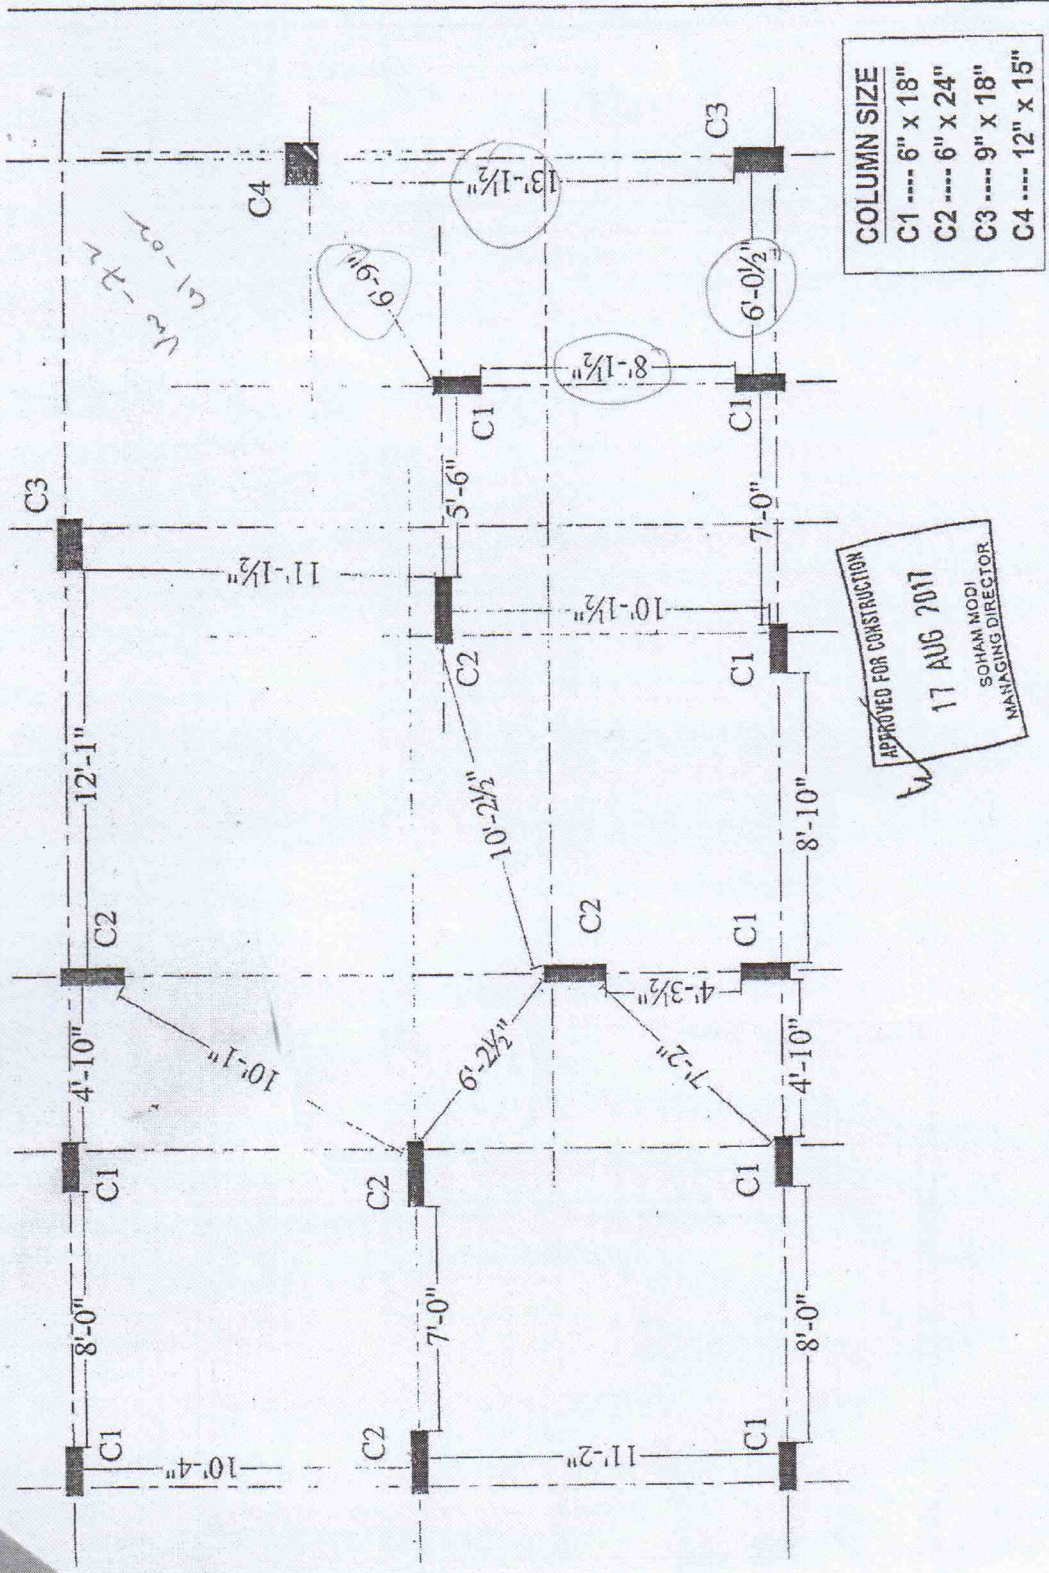 C3
12'-1"
C2
4'-10"
C1
8'-0"
C1
C4
11'-1½"
10'-1"
10'-4"
13'-1½"
6'-9"
C1
5'-6"
C2
10'-2½"
6'-2½"
C2
7'-0"
C2
8'-1½"
10'-1½"
C2
4'-3½"
7'-2"
11'-2"
C3
6'-0½"
C1
7'-0"
C1
8'-10"
C1
4'-10"
C1
8'-0"
C1
COLUMN SIZE
C1 ---- 6" x 18"
C2 ---- 6" x 24"
C3 ---- 9" x 18"
C4 ---- 12" x 15"
APPROVED FOR CONSTRUCTION
17 AUG 2017
SOHAM MODI
MANAGING DIRECTOR